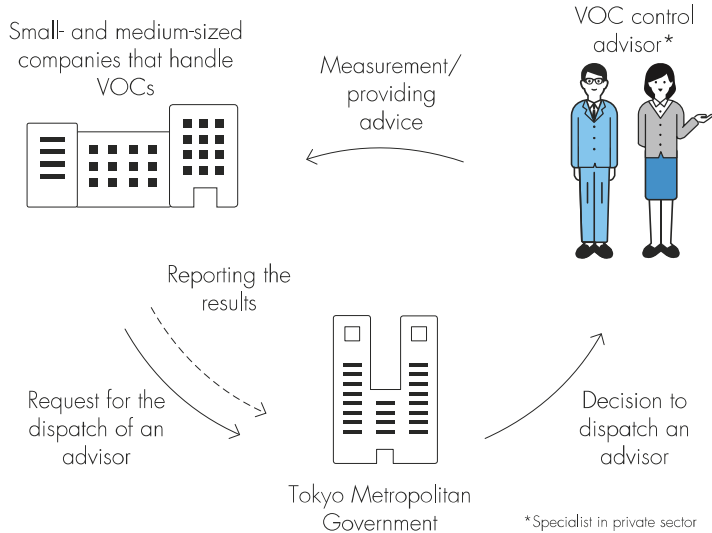 Small- and medium-sized
companies that handle
VOCs
VOC control
advisor*
Measurement/
providing
advice
Reporting the
results
Request for the
dispatch of an
advisor
Decision to
dispatch an
advisor
Tokyo Metropolitan
Government
*Specialist in private sector